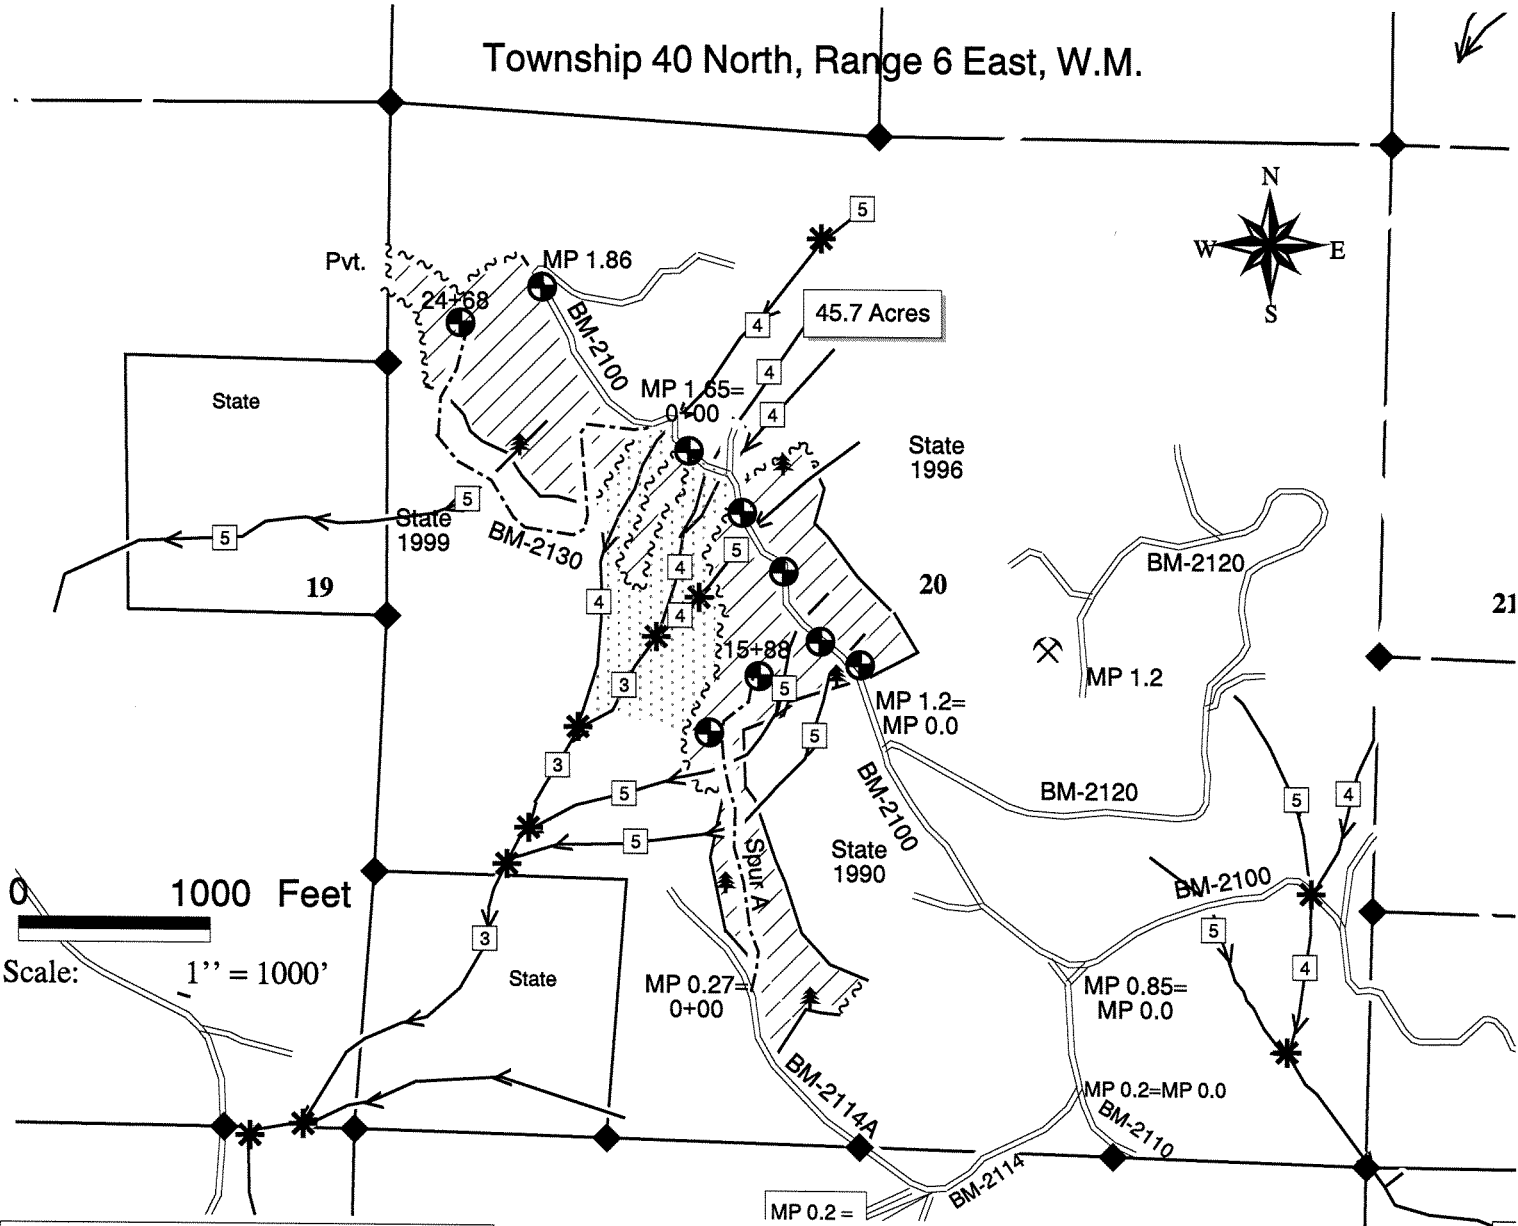 Township 40 North, Range 6 East, W.M.
N
W
E
S
5
Pvt.
MP 1.86
24+68
45.7 Acres
4
BM-2100
4
MP 1.65=
0+00
4
State
State
1996
5
State
1999
5
BM-2130
5
4
BM-2120
19
20
21
4
4
15+88
3
5
MP 1.2
MP 1.2=
MP 0.0
5
3
5
BM-2100
BM-2120
5
4
5
Spur A
State
1990
0
1000 Feet
BM-2100
5
3
4
Scale:
1’’ = 1000’
State
MP 0.27=
0+00
MP 0.85=
MP 0.0
BM-2114A
MP 0.2=MP 0.0
BM-2110
BM-2114
MP 0.2 =